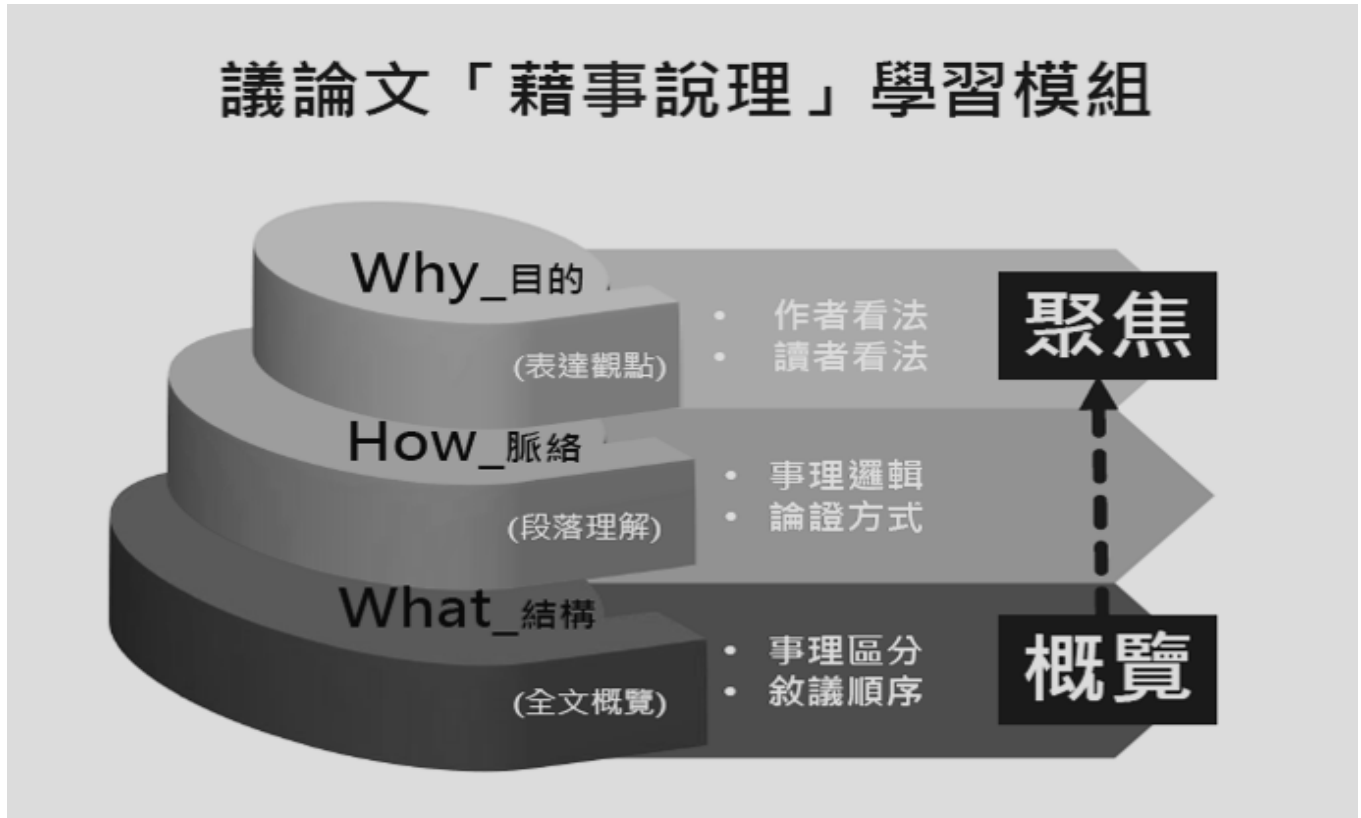 議論文「藉事說理」學習模組
Why_目的
(表達觀點)
• 作者看法
• 讀者看法
聚焦
How_脈絡
(段落理解)
• 事理邏輯
• 論證方式
What_結構
(全文概覽)
• 事理區分
• 敘議順序
概覽